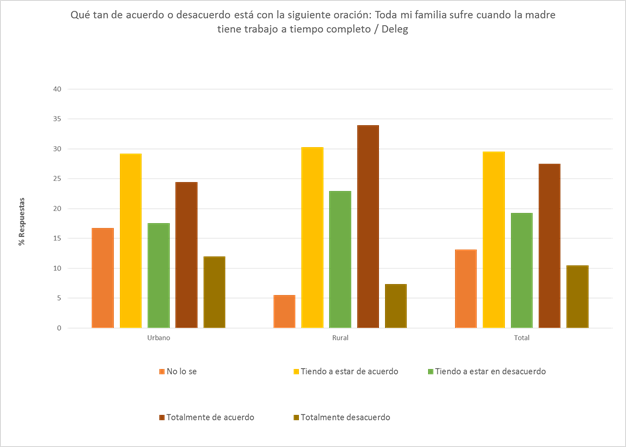 Qué tan de acuerdo o desacuerdo está con la siguiente oración: Toda mi familia sufre cuando la madre
tiene trabajo a tiempo completo / Deleg
40
35
30
25
20
15
10
5
0
% Respuestas
Urbano Rural Total
No lo se Tiendo a estar de acuerdo Tiendo a estar en desacuerdo
Totalmente de acuerdo Totalmente desacuerdo